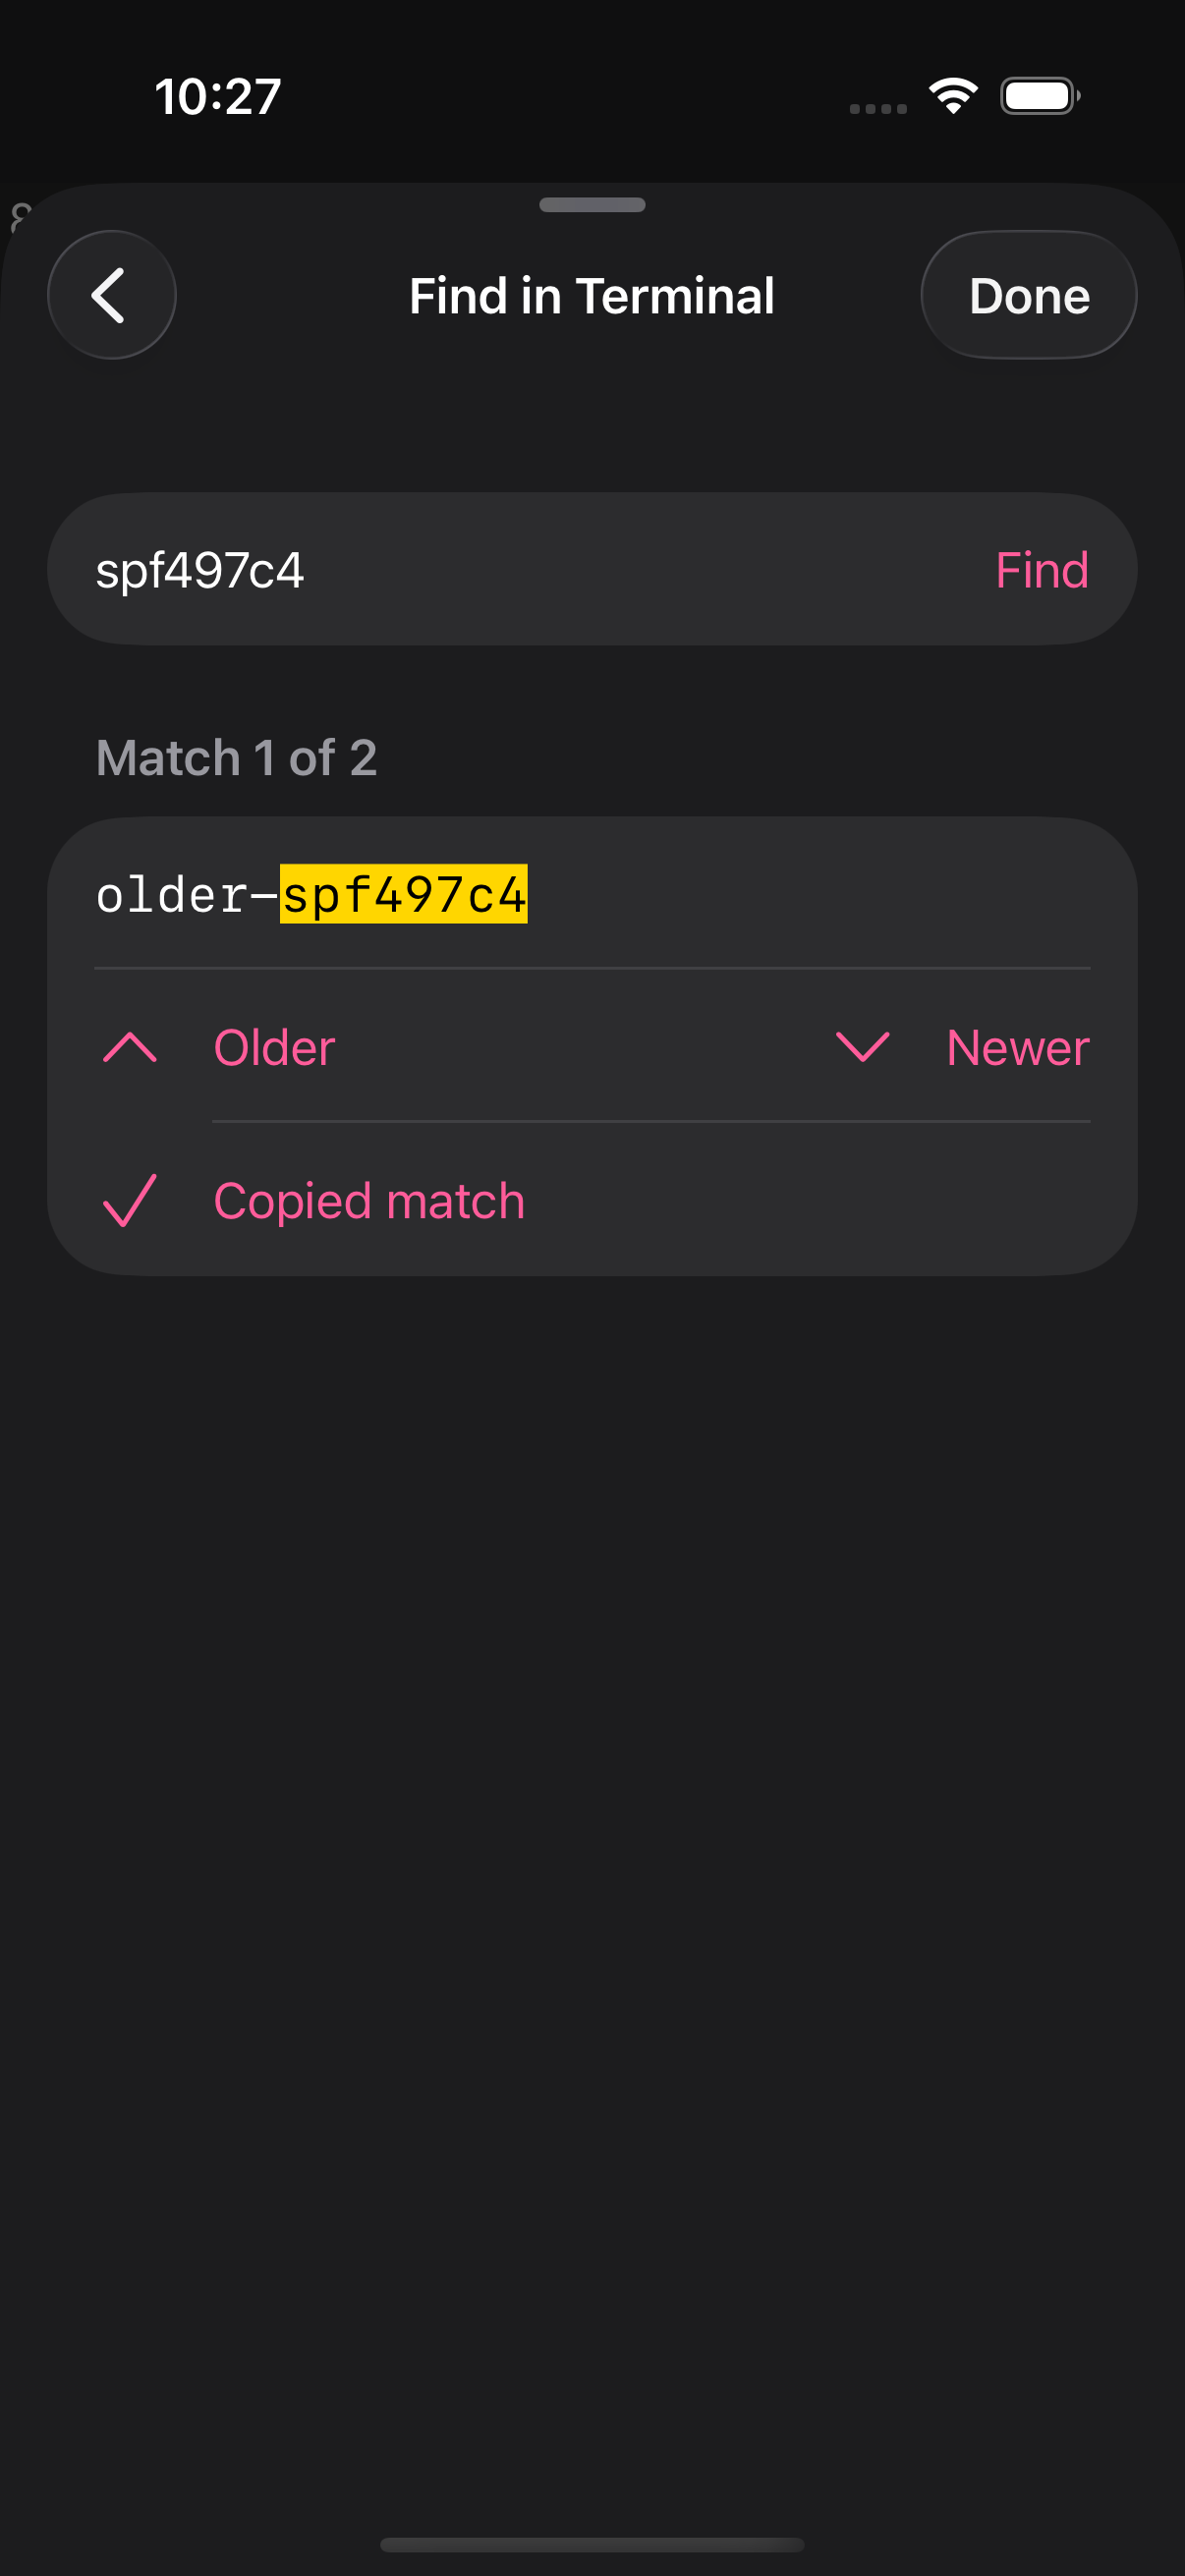 10:27
Find in Terminal
Done
spf497c4
Find
Match 1 of 2
older-spf497c4
Older
Newer
Copied match